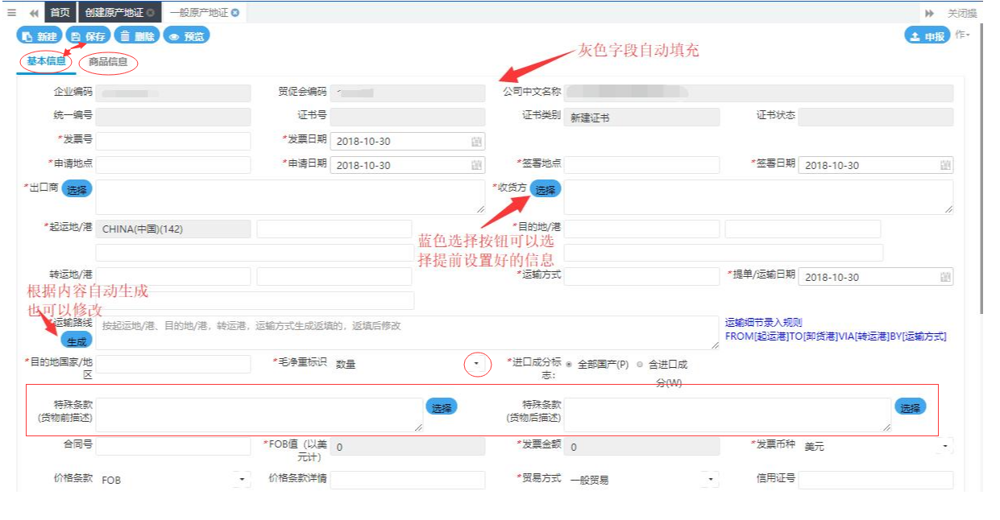 首页 创建原产地证 一般原产地证 关闭操作
新建 保存 删除 预览 申报
基本信息 商品信息
灰色字段自动填充
企业编码 贸促会编码 公司中文名称
统一编号 证书号 证书类别 新建证书 证书状态
*发票号 *发票日期 2018-10-30
*申请地点 *申请日期 2018-10-30 *签署地点 *签署日期 2018-10-30
*出口商 选择 *收货方 选择
*起运地/港 CHINA(中国)(142) *目的地/港
蓝色选择按钮可以选
择提前设置好的信息
转运地/港 *运输方式 *提单/运输日期 2018-10-30
根据内容自动生成
也可以修改
运输路线 按起运地/港、目的地/港，转运港，运输方式生成返填的，返填后修改 运输细节录入规则
生成 FROM[起运港]TO[卸货港]VIA[转运港]BY[运输方式]
*目的地国家/地 *毛净重标识 数量 *进口成分标 全部国产(P) 含进口成
区 志: 分(W)
特殊条款 选择 特殊条款 选择
(货物前描述) (货物后描述)
合同号 *FOB值（以美 0 *发票金额 0 *发票币种 美元
元计）
价格条款 FOB 价格条款详情 *贸易方式 一般贸易 信用证号